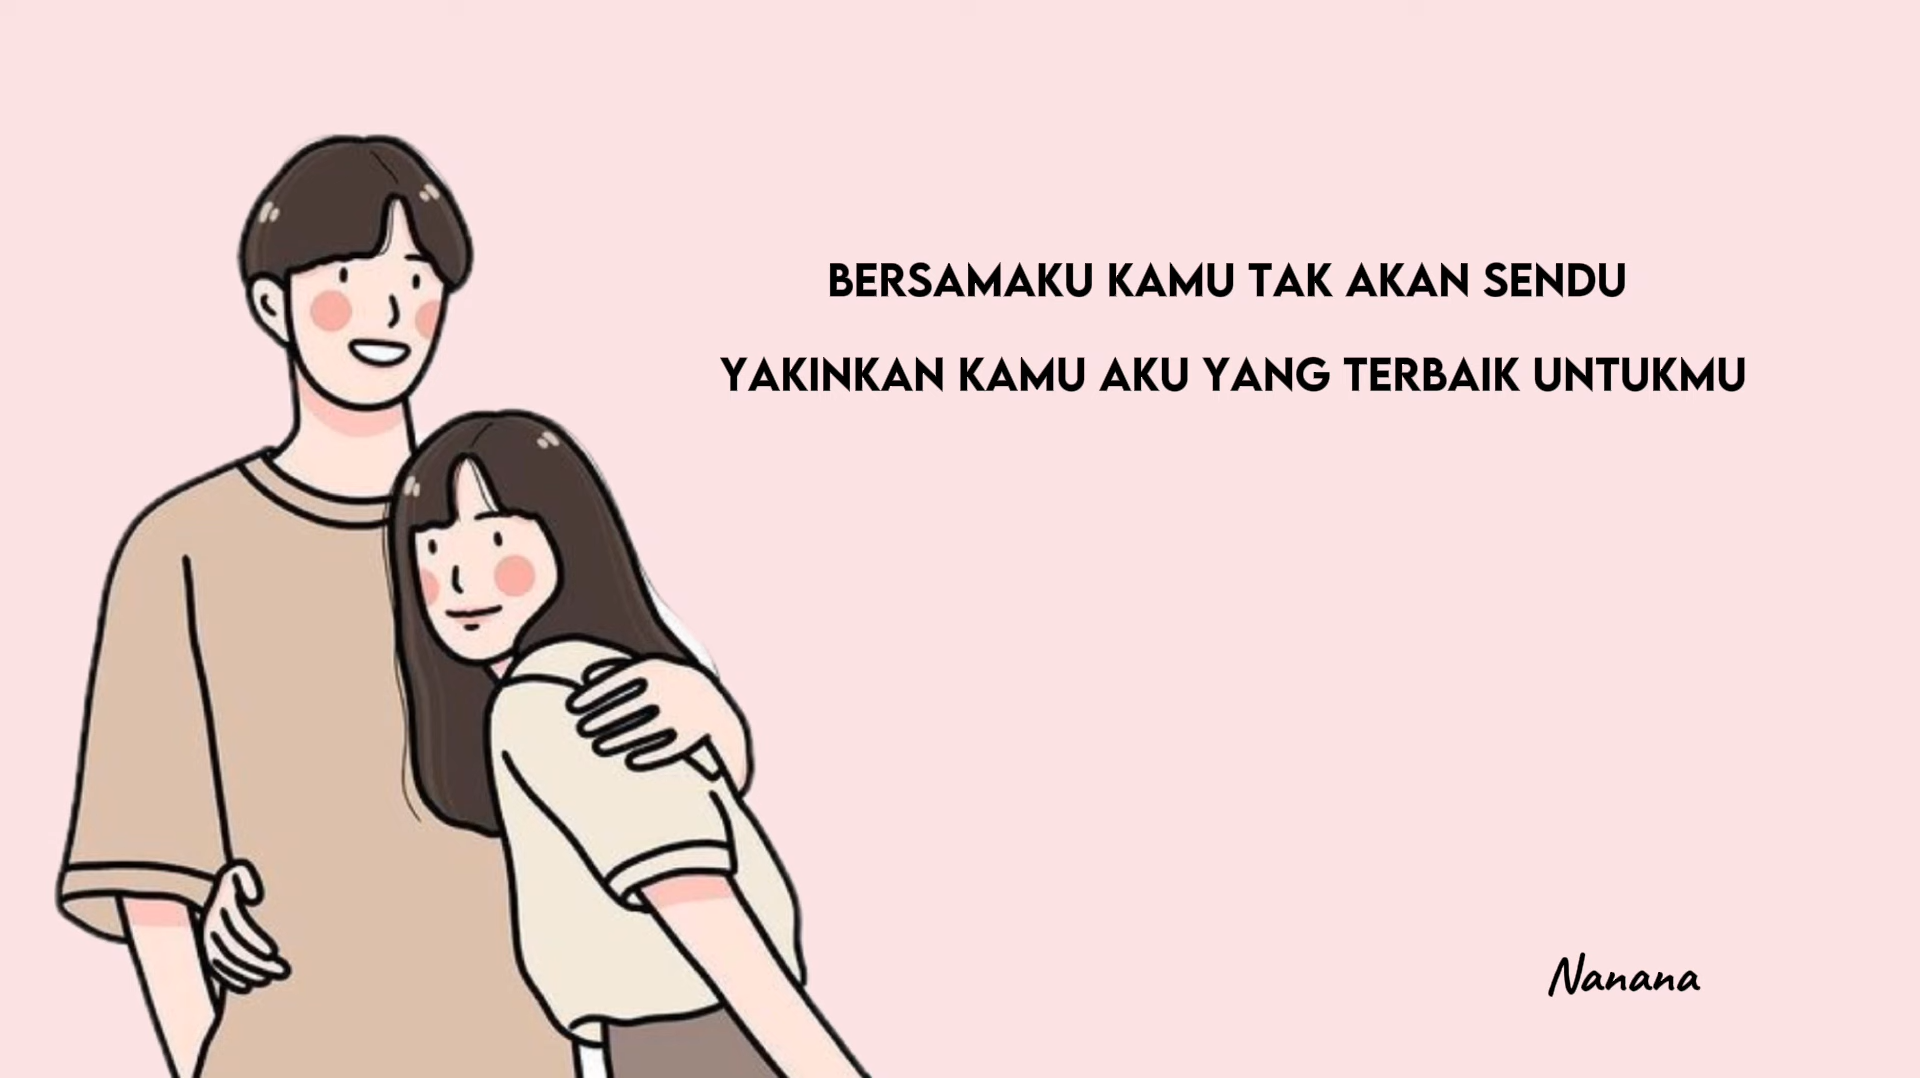 BERSAMAKU KAMU TAK AKAN SENDU
YAKINKAN KAMU AKU YANG TERBAIK UNTUKMU
Nanana